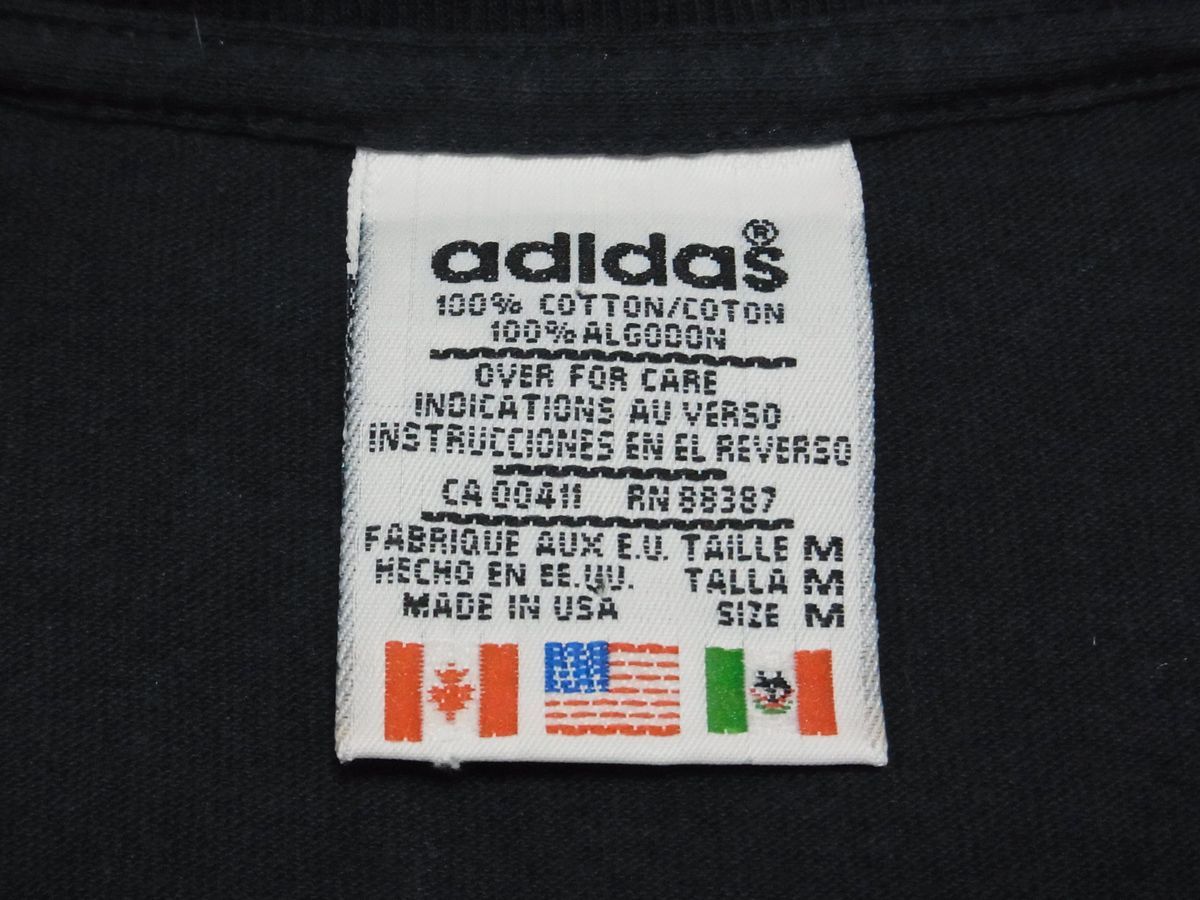 adidas®
100% COTTON/COTON
100% ALGODON
OVER FOR CARE
INDICATIONS AU VERSO
INSTRUCCIONES EN EL REVERSO
CA 00411 RN 88387
FABRIQUE AUX E.U. TAILLE M
HECHO EN EE.UU. TALLA M
MADE IN USA SIZE M